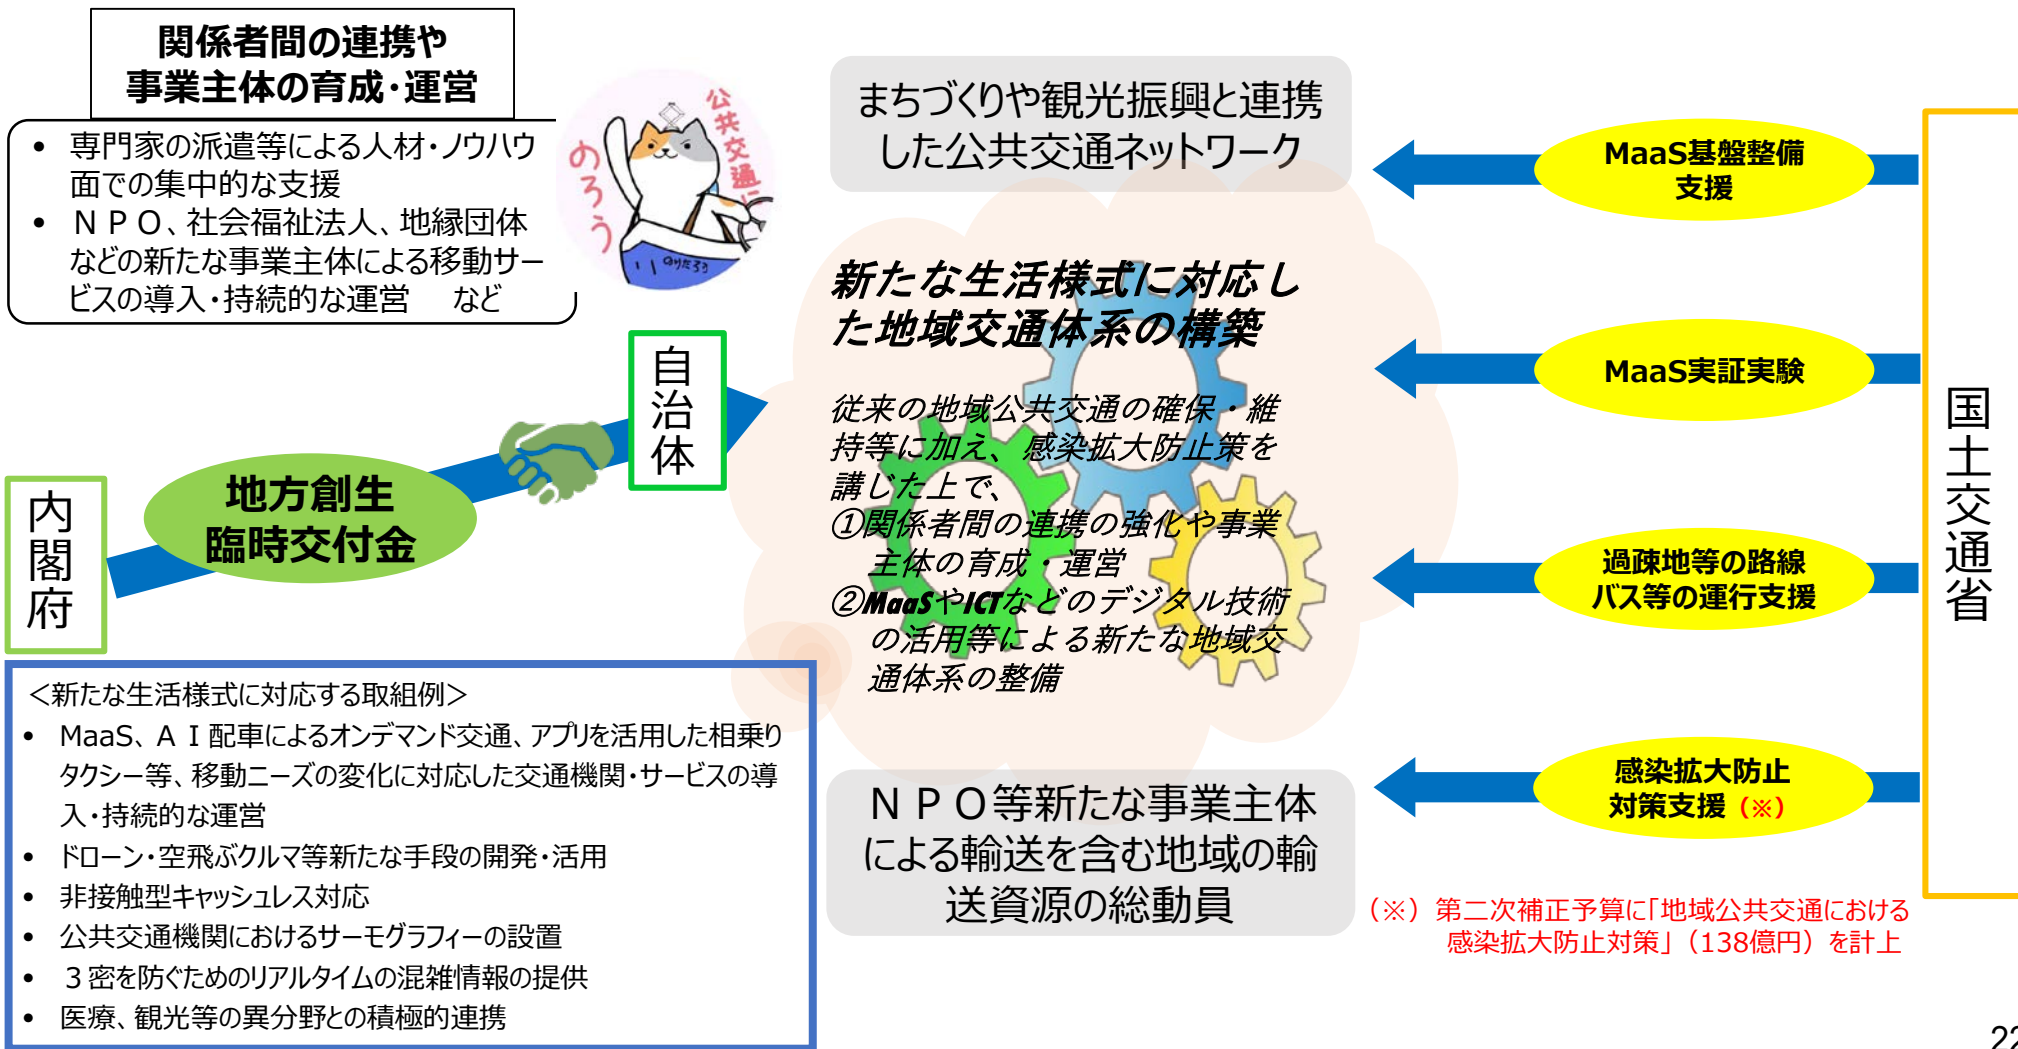 関係者間の連携や
事業主体の育成・運営
• 専門家の派遣等による人材・ノウハウ
面での集中的な支援
• ＮＰＯ、社会福祉法人、地縁団体
などの新たな事業主体による移動サー
ビスの導入・持続的な運営　など
公共交通に
のろう
のりたろう
内閣府
地方創生
臨時交付金
自治体
＜新たな生活様式に対応する取組例＞
• MaaS、ＡＩ配車によるオンデマンド交通、アプリを活用した相乗り
タクシー等、移動ニーズの変化に対応した交通機関・サービスの導
入・持続的な運営
• ドローン・空飛ぶクルマ等新たな手段の開発・活用
• 非接触型キャッシュレス対応
• 公共交通機関におけるサーモグラフィーの設置
• ３密を防ぐためのリアルタイムの混雑情報の提供
• 医療、観光等の異分野との積極的連携
まちづくりや観光振興と連携
した公共交通ネットワーク
新たな生活様式に対応し
た地域交通体系の構築
従来の地域公共交通の確保・維
持等に加え、感染拡大防止策を
講じた上で、
①関係者間の連携の強化や事業
主体の育成・運営
②MaaSやICTなどのデジタル技術
の活用等による新たな地域交
通体系の整備
ＮＰＯ等新たな事業主体
による輸送を含む地域の輸
送資源の総動員
MaaS基盤整備
支援
MaaS実証実験
過疎地等の路線
バス等の運行支援
感染拡大防止
対策支援（※）
国土交通省
（※）第二次補正予算に「地域公共交通における
感染拡大防止対策」（138億円）を計上
22